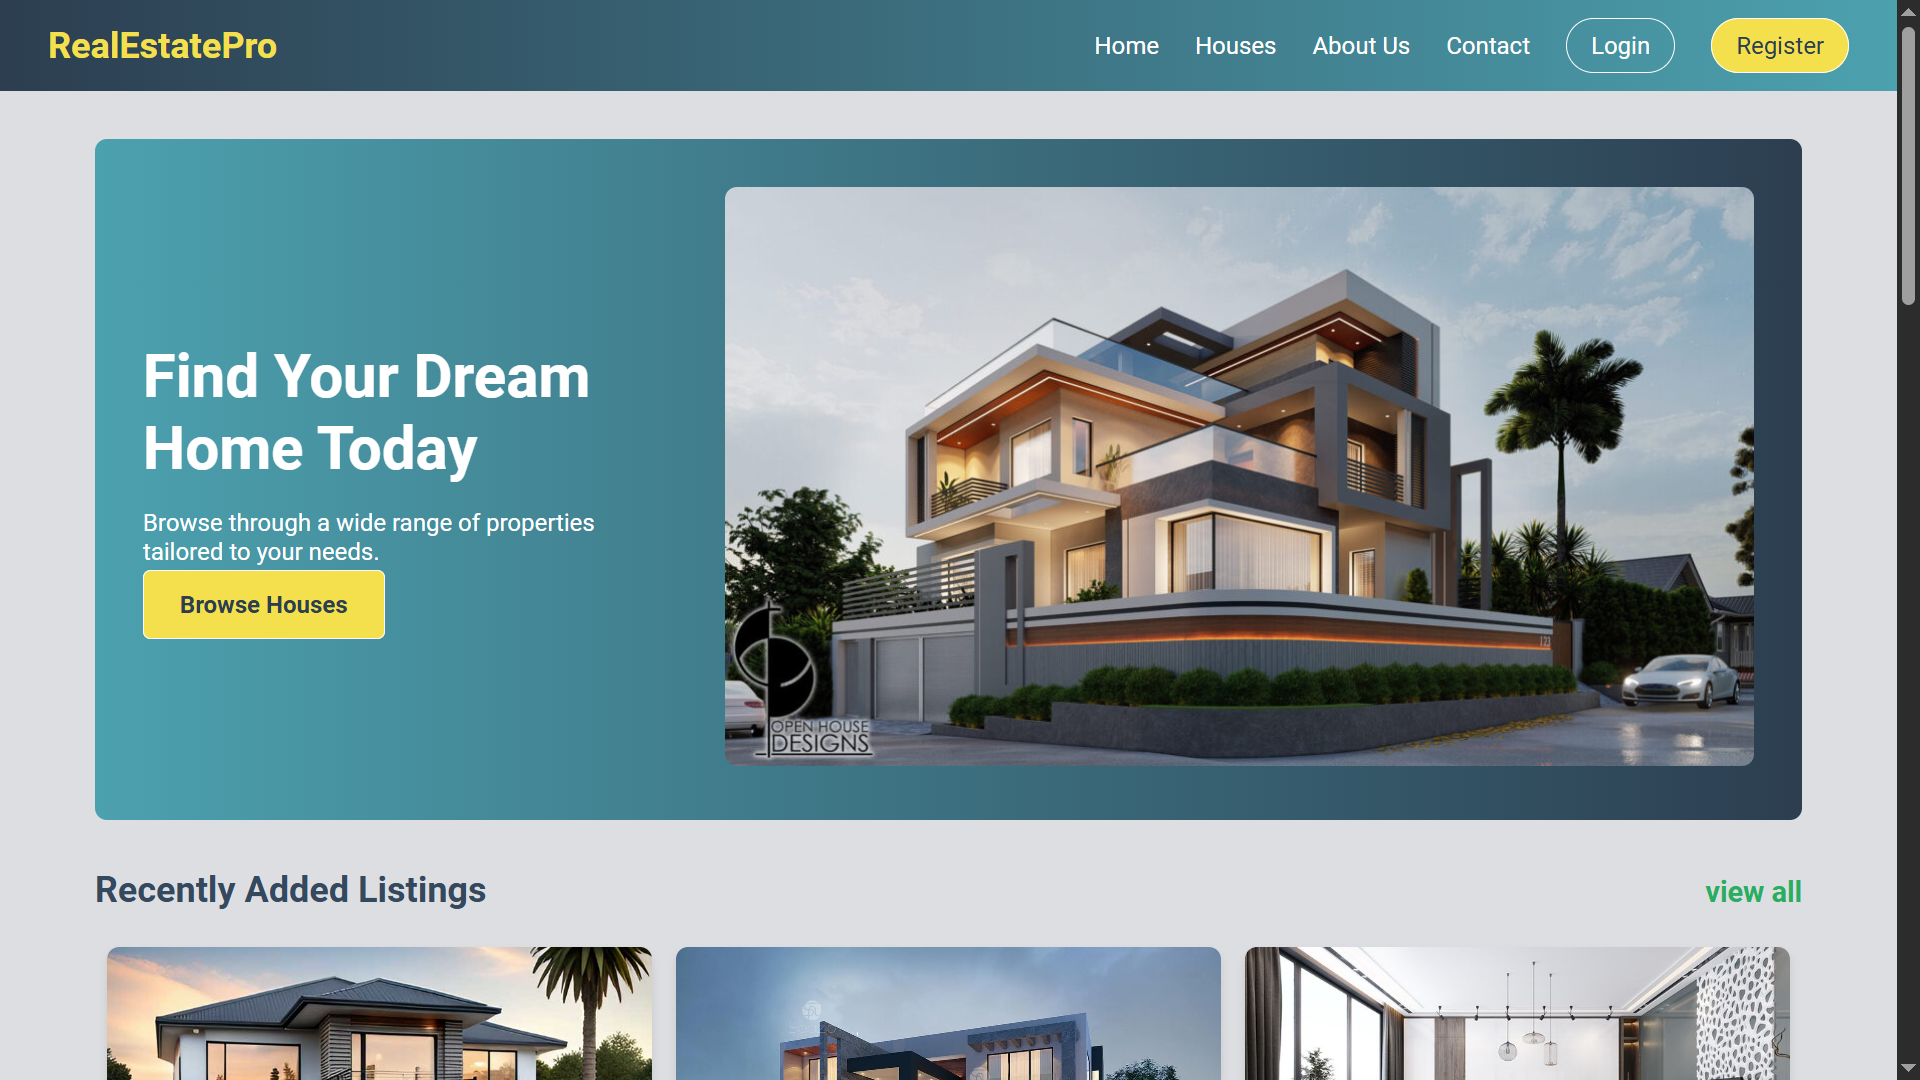 RealEstatePro
Home
Houses
About Us
Contact
Login
Register
Find Your Dream
Home Today
Browse through a wide range of properties
tailored to your needs.
Browse Houses
123
OPEN HOUSE
DESIGNS
Recently Added Listings
view all